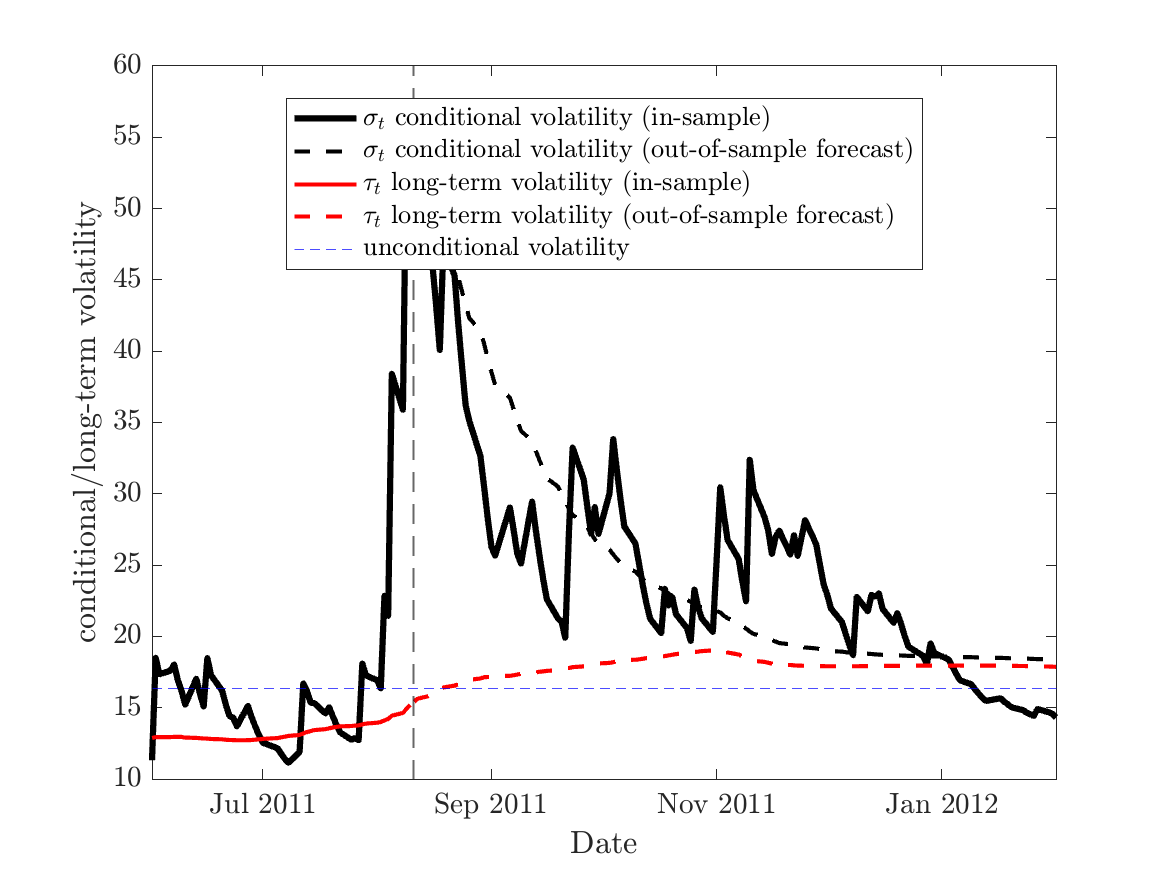 60
55
50
45
40
35
30
25
20
15
10
conditional/long-term volatility
σt conditional volatility (in-sample)
σt conditional volatility (out-of-sample forecast)
τt long-term volatility (in-sample)
τt long-term volatility (out-of-sample forecast)
unconditional volatility
Jul 2011 Sep 2011 Nov 2011 Jan 2012
Date